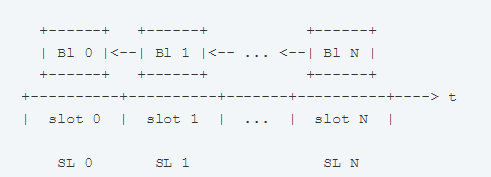 +------+   +------+            +------+
| Bl 0 |<--| Bl 1 |<-- ... <--| Bl N |
+------+   +------+            +------+
+----------+----------+-------+----------+----> t
|  slot 0  |  slot 1  |  ...  |  slot N  |
SL 0       SL 1                SL N